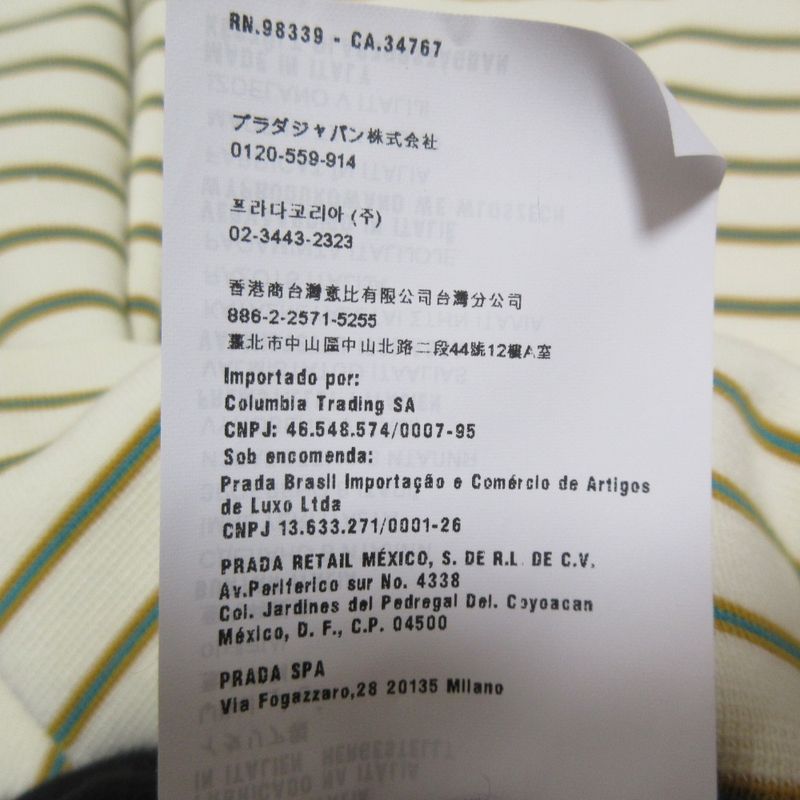 RN.98339 - CA.34767
プラダジャパン株式会社
0120-559-914
프라다코리아 (주)
02-3443-2323
香港商台灣意比有限公司台灣分公司
886-2-2571-5255
臺北市中山區中山北路二段44號12樓A室
Importado por:
Columbia Trading SA
CNPJ: 46.548.574/0007-95
Sob encomenda:
Prada Brasil Importação e Comércio de Artigos
de Luxo Ltda
CNPJ 13.633.271/0001-26
PRADA RETAIL MÉXICO, S. DE R.L. DE C.V.
Av.Periferico sur No. 4338
Col. Jardines del Pedregal Del. Coyoacan
México, D. F., C.P. 04500
PRADA SPA
Via Fogazzaro,28 20135 Milano